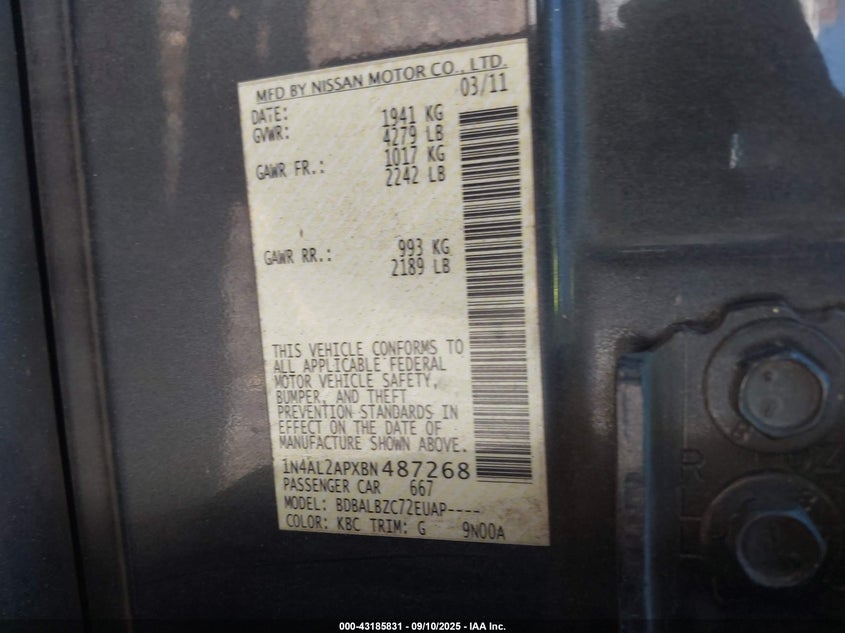 MFD BY NISSAN MOTOR CO., LTD.
DATE: 03/11
GVWR: 1941 KG
4279 LB
GAWR FR.: 1017 KG
2242 LB
GAWR RR.: 993 KG
2189 LB
THIS VEHICLE CONFORMS TO
ALL APPLICABLE FEDERAL
MOTOR VEHICLE SAFETY,
BUMPER, AND THEFT
PREVENTION STANDARDS IN
EFFECT ON THE DATE OF
MANUFACTURE SHOWN ABOVE.
1N4AL2APXBN487268
PASSENGER CAR 667
MODEL: BDBALBZC72EUAP----
COLOR: KBC TRIM: G 9N00A
000-43185831 - 09/10/2025 - IAA Inc.